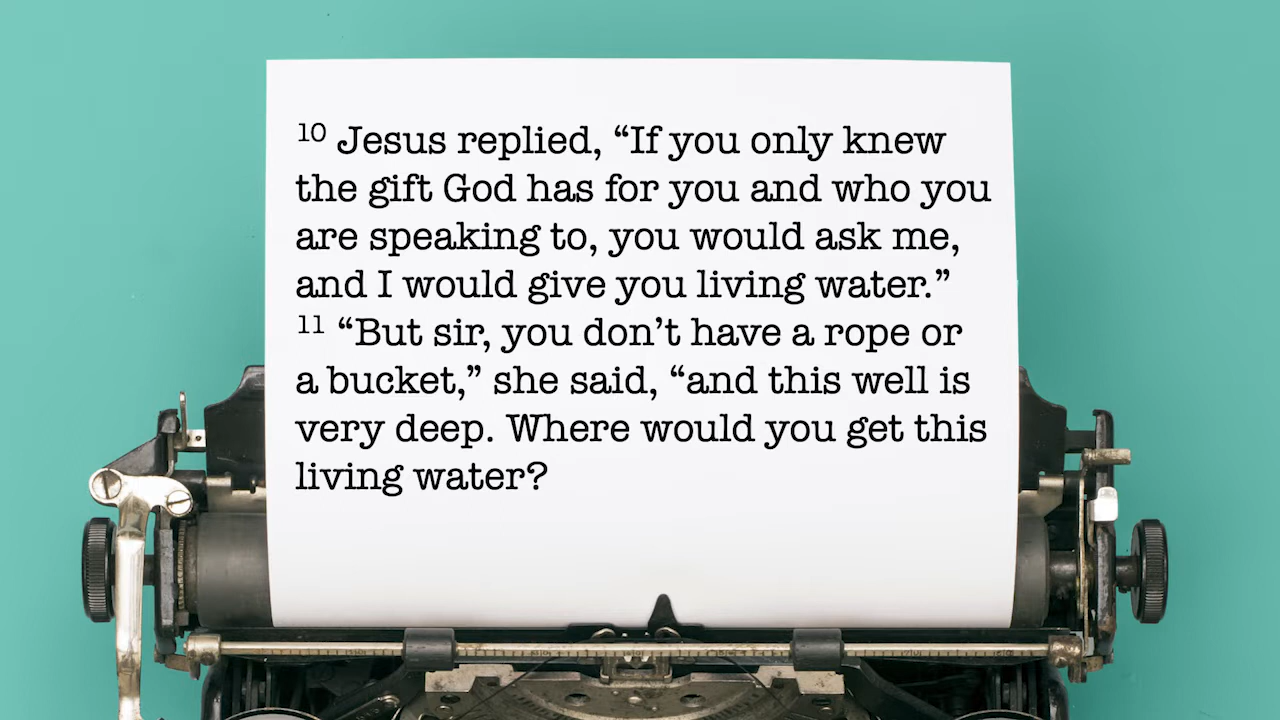 10 Jesus replied, “If you only knew
the gift God has for you and who you
are speaking to, you would ask me,
and I would give you living water.”
11 “But sir, you don’t have a rope or
a bucket,” she said, “and this well is
very deep. Where would you get this
living water?